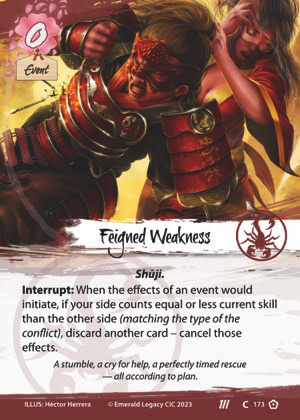 0
Event
Feigned Weakness
Shūji.
Interrupt: When the effects of an event would
initiate, if your side counts equal or less current skill
than the other side (matching the type of the
conflict), discard another card – cancel those
effects.
A stumble, a cry for help, a perfectly timed rescue
— all according to plan.
ILLUS: Héctor Herrera © Emerald Legacy CIC 2023 C 173